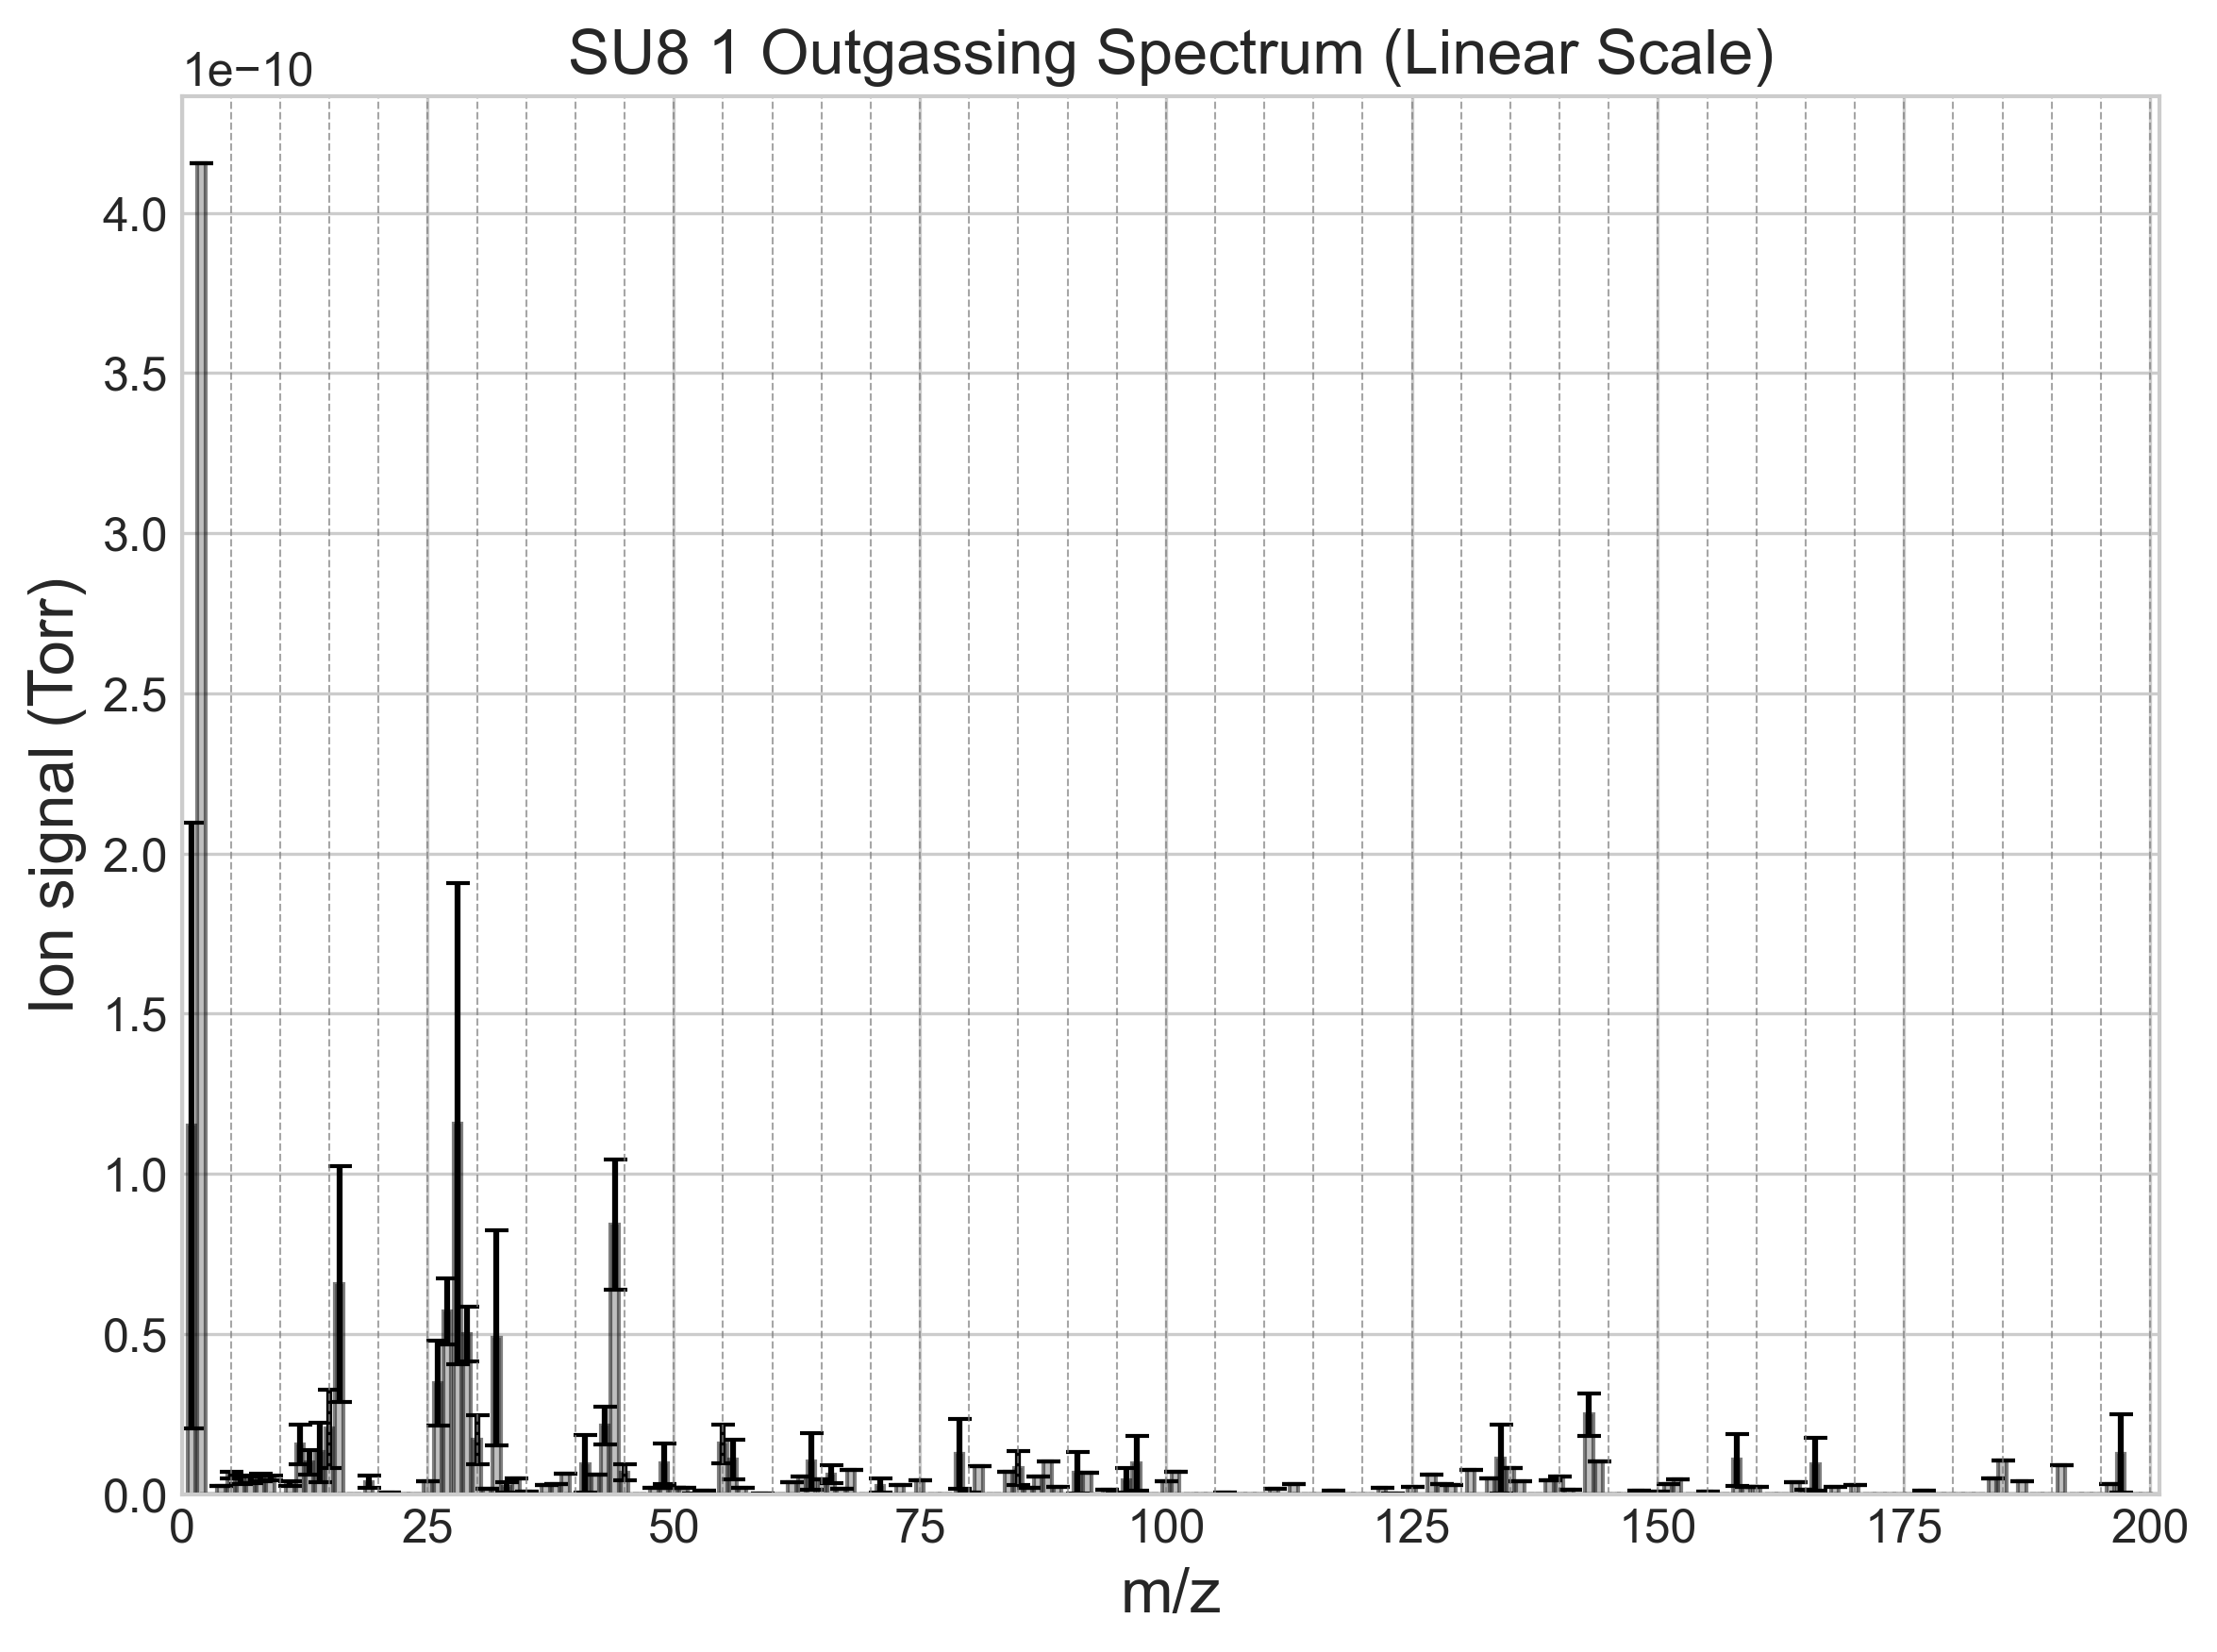 SU8 1 Outgassing Spectrum (Linear Scale)
1e−10
4.0
3.5
3.0
2.5
2.0
1.5
1.0
0.5
0.0
Ion signal (Torr)
0 25 50 75 100 125 150 175 200
m/z